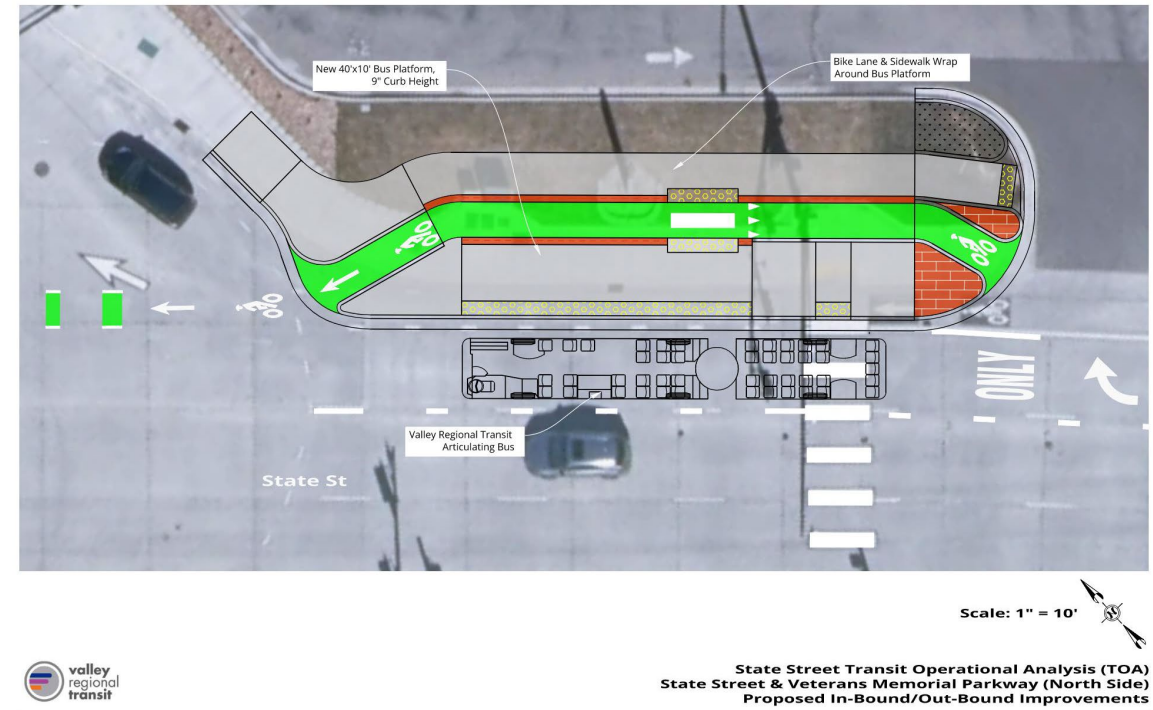 New 40'x10' Bus Platform,
9" Curb Height
Bike Lane & Sidewalk Wrap
Around Bus Platform
ONLY
Valley Regional Transit
Articulating Bus
State St
Scale: 1" = 10'
N
valley
regional
transit
State Street Transit Operational Analysis (TOA)
State Street & Veterans Memorial Parkway (North Side)
Proposed In-Bound/Out-Bound Improvements